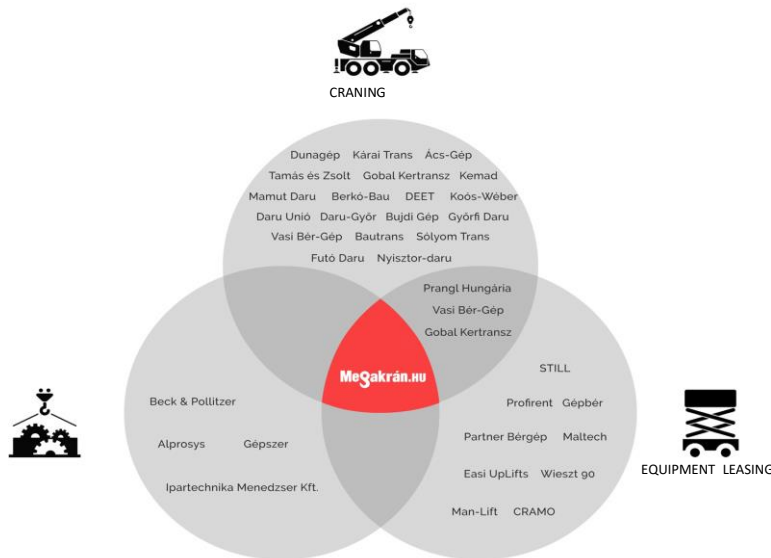 CRANING
Dunagép Kárai Trans Ács-Gép
Tamás és Zsolt Gobal Kertransz Kemad
Mamut Daru Berkó-Bau DEET Koós-Wéber
Daru Unió Daru-Győr Bujdi Gép Győrfi Daru
Vasi Bér-Gép Bautrans Sólyom Trans
Futó Daru Nyisztor-daru
Prangl Hungária
Vasi Bér-Gép
Gobal Kertransz
Megakrán.HU
Beck & Pollitzer
Alprosys Gépszer
Ipartechnika Menedzser Kft.
STILL
Profirent Gépbér
Partner Bérgép Maltech
Easi UpLifts Wieszt 90
Man-Lift CRAMO
EQUIPMENT LEASING